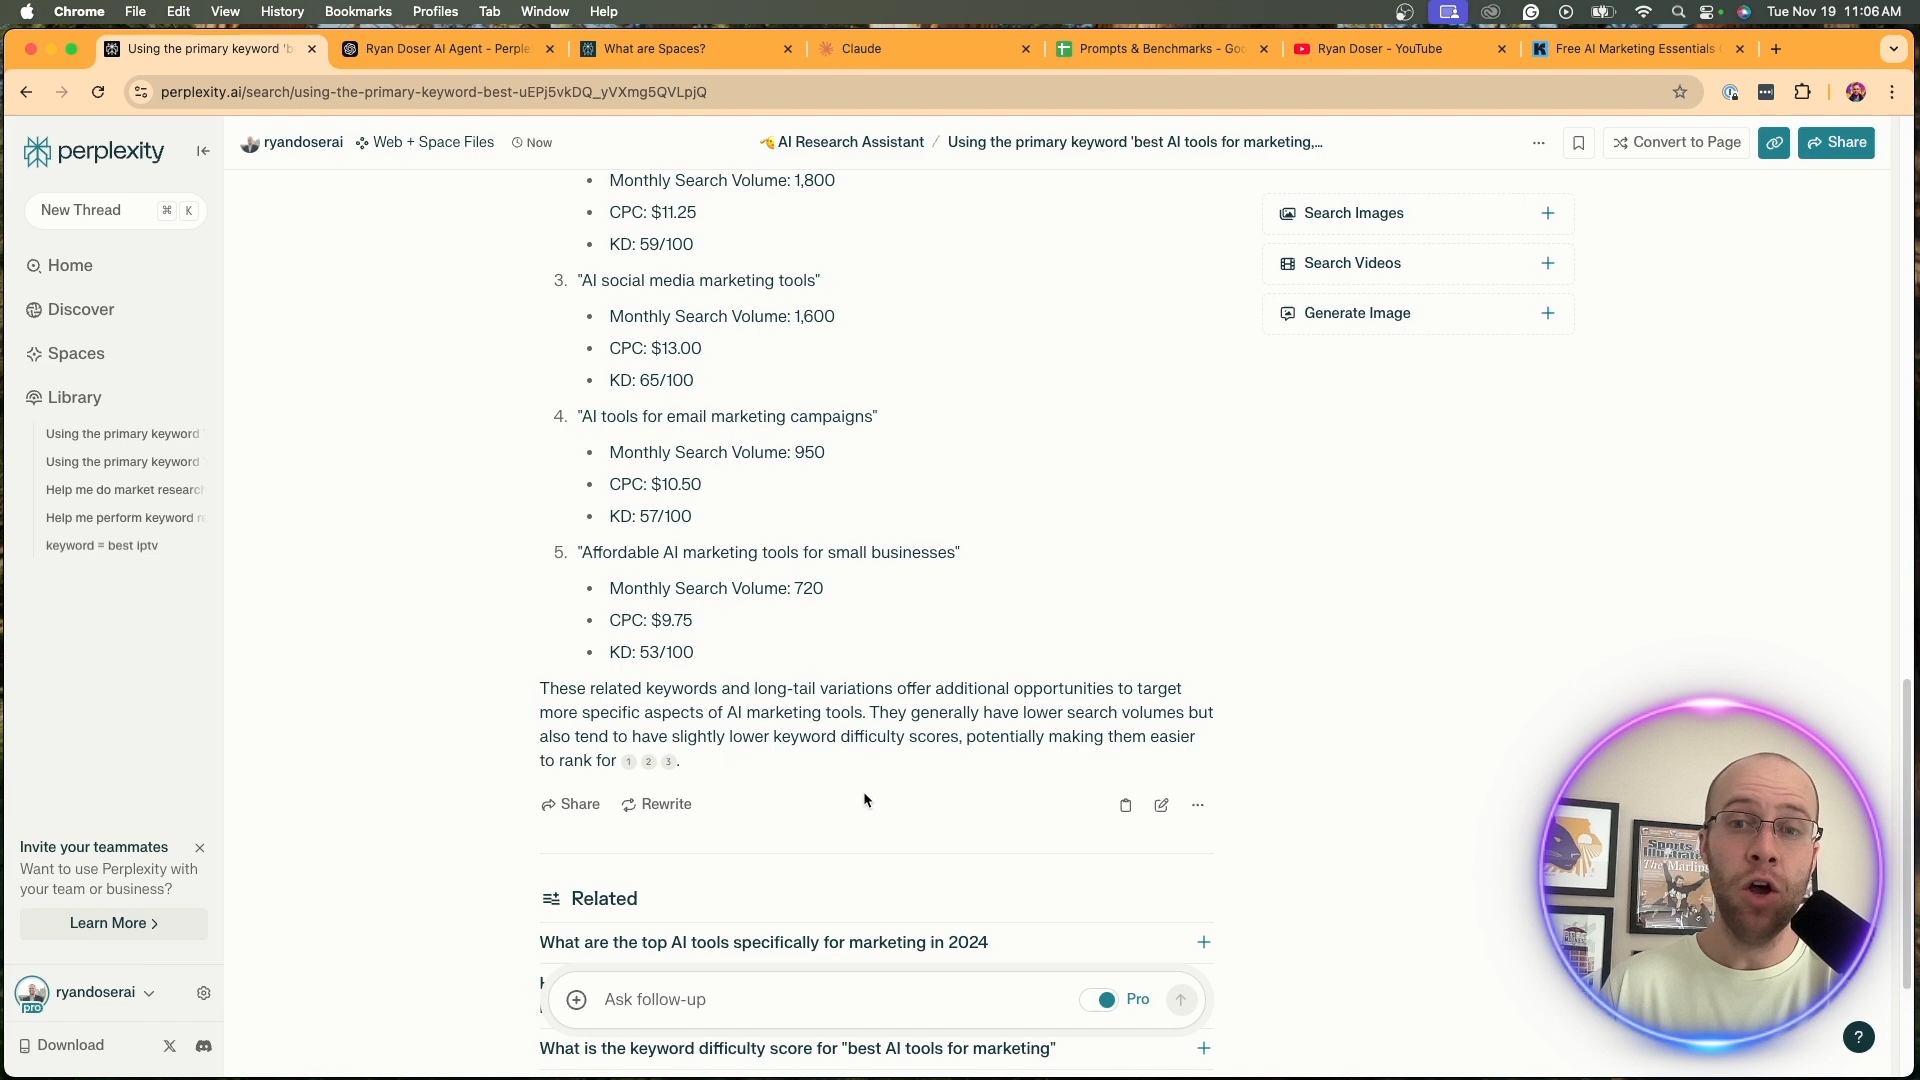 Chrome File Edit View History Bookmarks Profiles Tab Window Help Tue Nov 19 11:06 AM
Using the primary keyword 'b
Ryan Doser AI Agent - Perple
What are Spaces?
Claude
Prompts & Benchmarks - Goo
Ryan Doser - YouTube
Free AI Marketing Essentials
perplexity.ai/search/using-the-primary-keyword-best-uEPj5vkDQ_yVXmg5QVLpjQ
perplexity
ryandoserai Web + Space Files Now
AI Research Assistant / Using the primary keyword 'best AI tools for marketing,...
Convert to Page
Share
New Thread ⌘ K
Home
Discover
Spaces
Library
Using the primary keyword
Using the primary keyword
Help me do market research
Help me perform keyword re
keyword = best iptv
Invite your teammates
Want to use Perplexity with
your team or business?
Learn More >
ryandoserai
pro
Download
• Monthly Search Volume: 1,800
• CPC: $11.25
• KD: 59/100
3. "AI social media marketing tools"
• Monthly Search Volume: 1,600
• CPC: $13.00
• KD: 65/100
4. "AI tools for email marketing campaigns"
• Monthly Search Volume: 950
• CPC: $10.50
• KD: 57/100
5. "Affordable AI marketing tools for small businesses"
• Monthly Search Volume: 720
• CPC: $9.75
• KD: 53/100
These related keywords and long-tail variations offer additional opportunities to target
more specific aspects of AI marketing tools. They generally have lower search volumes but
also tend to have slightly lower keyword difficulty scores, potentially making them easier
to rank for 1 2 3.
Share Rewrite
Related
What are the top AI tools specifically for marketing in 2024
Ask follow-up Pro
What is the keyword difficulty score for "best AI tools for marketing"
Search Images
Search Videos
Generate Image
Sports
Illustrated
The Marlins
?